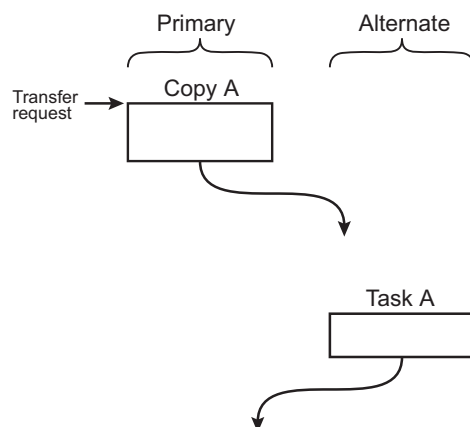 Primary
Alternate
Copy A
Transfer
request
Task A